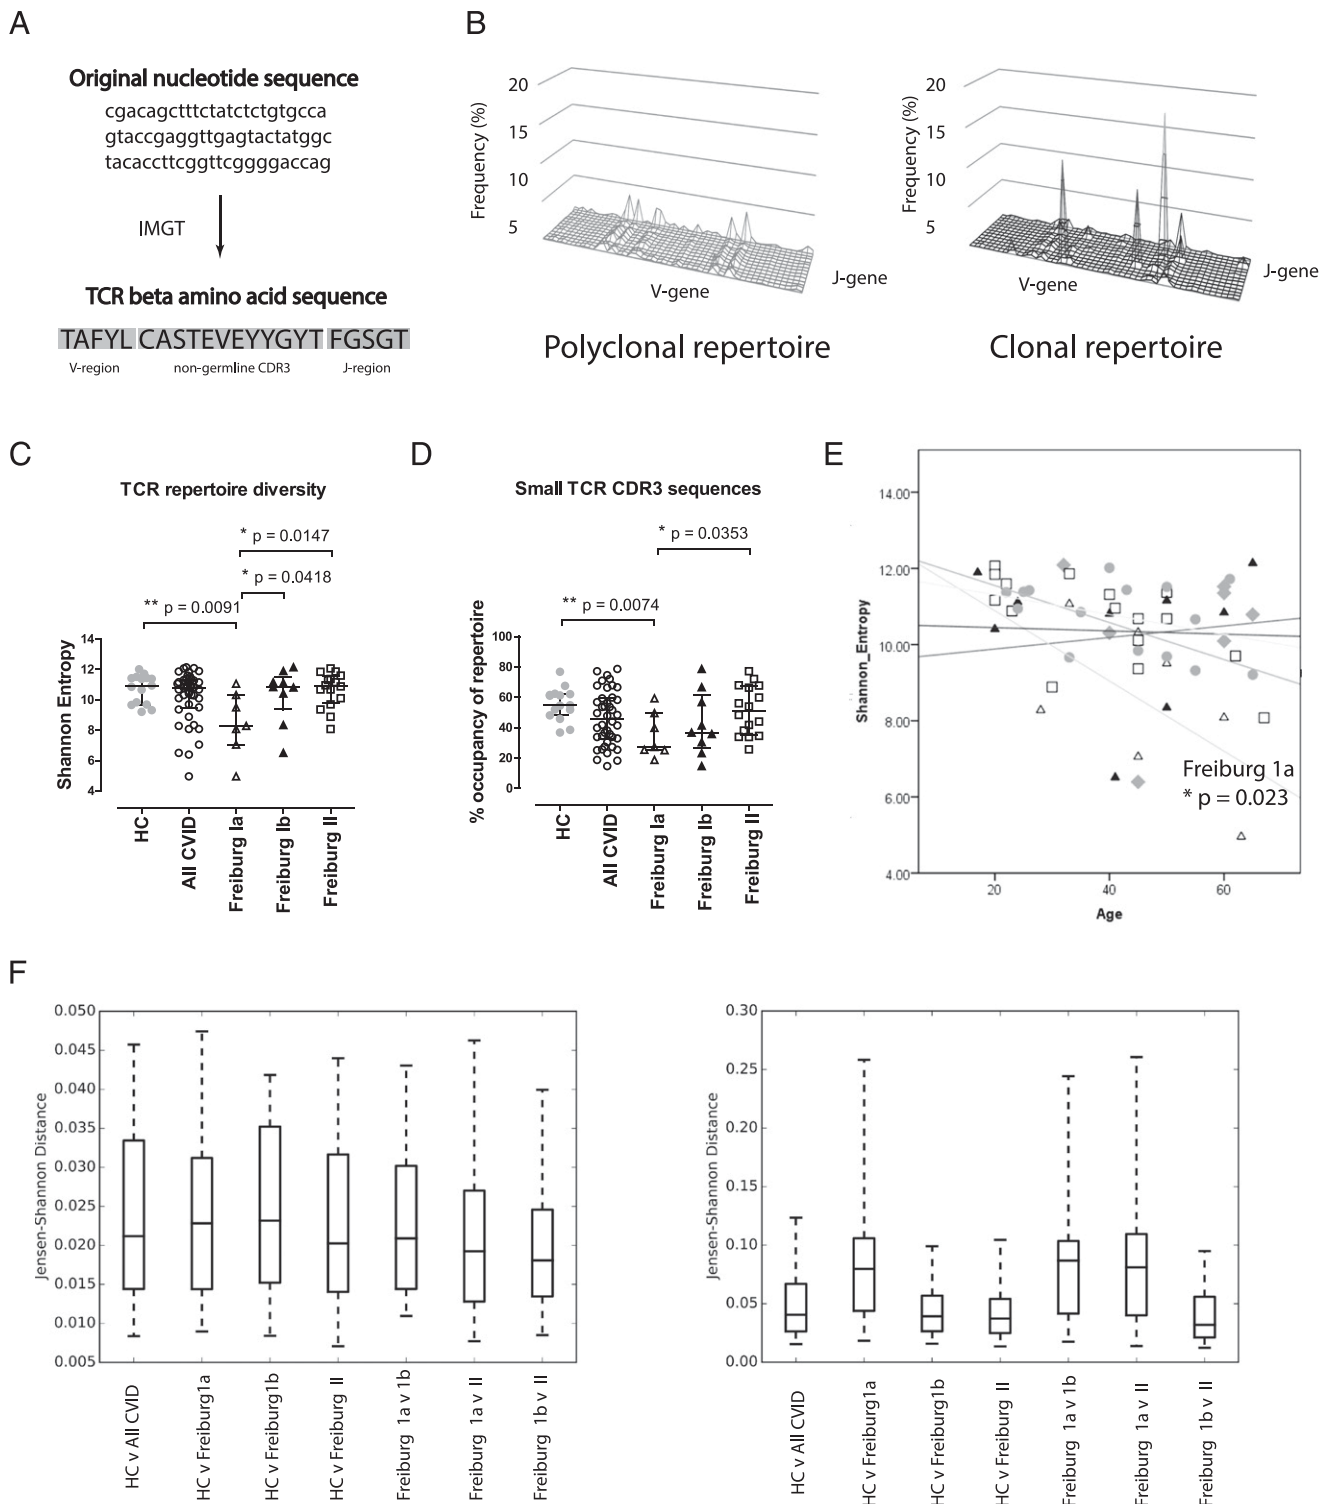 A
Original nucleotide sequence
cgacagctttctatctctgtgcca
gtaccgaggttgagtactatggc
tacaccttcggttcggggaccag
IMGT
TCR beta amino acid sequence
TAFYL CASTEVEYYGYT FGSGT
V-region non-germline CDR3 J-region
B
Frequency (%)
20
15
10
5
V-gene
J-gene
Polyclonal repertoire
Frequency (%)
20
15
10
5
V-gene
J-gene
Clonal repertoire
C
TCR repertoire diversity
* p = 0.0147
* p = 0.0418
** p = 0.0091
Shannon Entropy
14
12
10
8
6
4
HC
All CVID
Freiburg Ia
Freiburg Ib
Freiburg II
D
Small TCR CDR3 sequences
* p = 0.0353
** p = 0.0074
% occupancy of repertoire
100
80
60
40
20
0
HC
All CVID
Freiburg Ia
Freiburg Ib
Freiburg II
E
Shannon_Entropy
14.00
12.00
10.00
8.00
6.00
4.00
Freiburg 1a
* p = 0.023
20 40 60
Age
F
Jensen-Shannon Distance
0.050
0.045
0.040
0.035
0.030
0.025
0.020
0.015
0.010
0.005
HC v All CVID
HC v Freiburg1a
HC v Freiburg1b
HC v Freiburg II
Freiburg 1a v 1b
Freiburg 1a v II
Freiburg 1b v II
Jensen-Shannon Distance
0.30
0.25
0.20
0.15
0.10
0.05
0.00
HC v All CVID
HC v Freiburg1a
HC v Freiburg1b
HC v Freiburg II
Freiburg 1a v 1b
Freiburg 1a v II
Freiburg 1b v II